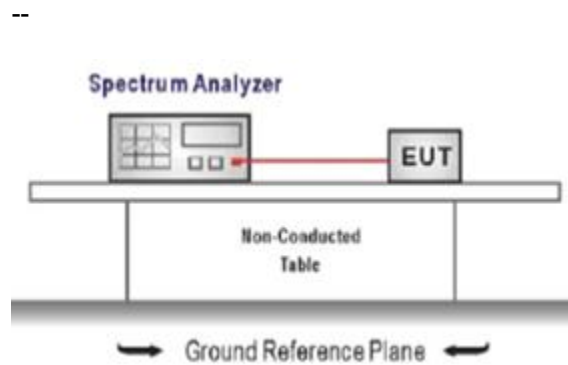 --
Spectrum Analyzer
EUT
Non-Conducted
Table
Ground Reference Plane